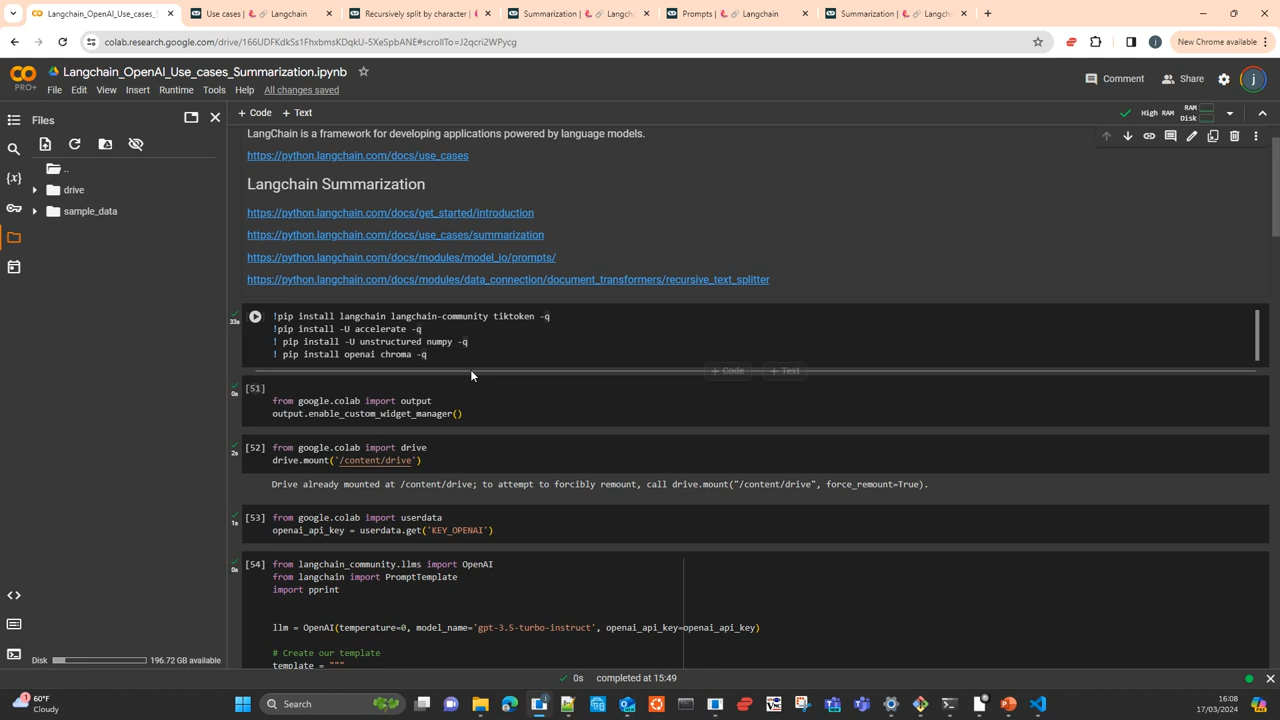 Langchain_OpenAI_Use_cases_S
Use cases | Langchain
Recursively split by character |
Summarization | Langcha
Prompts | Langchain
Summarization | Langcha
colab.research.google.com/drive/166UDFKdkSs1FhxbmsKDqkU-5XeSpbANE#scrollTo=J2qcri2WPycg
New Chrome available
PRO+
Langchain_OpenAI_Use_cases_Summarization.ipynb
File Edit View Insert Runtime Tools Help All changes saved
Comment Share j
Files
+ Code + Text
High RAM RAM Disk
..
drive
sample_data
LangChain is a framework for developing applications powered by language models.
https://python.langchain.com/docs/use_cases
Langchain Summarization
https://python.langchain.com/docs/get_started/introduction
https://python.langchain.com/docs/use_cases/summarization
https://python.langchain.com/docs/modules/model_io/prompts/
https://python.langchain.com/docs/modules/data_connection/document_transformers/recursive_text_splitter
33s
!pip install langchain langchain-community tiktoken -q
!pip install -U accelerate -q
! pip install -U unstructured numpy -q
! pip install openai chroma -q
+ Code + Text
[51]
0s
from google.colab import output
output.enable_custom_widget_manager()
[52] from google.colab import drive
2s
drive.mount('/content/drive')
Drive already mounted at /content/drive; to attempt to forcibly remount, call drive.mount("/content/drive", force_remount=True).
[53] from google.colab import userdata
1s
openai_api_key = userdata.get('KEY_OPENAI')
[54] from langchain_community.llms import OpenAI
0s
from langchain import PromptTemplate
import pprint
llm = OpenAI(temperature=0, model_name='gpt-3.5-turbo-instruct', openai_api_key=openai_api_key)
# Create our template
template = """
Disk 196.72 GB available
0s completed at 15:49
60°F
Cloudy
Search
16:08
17/03/2024